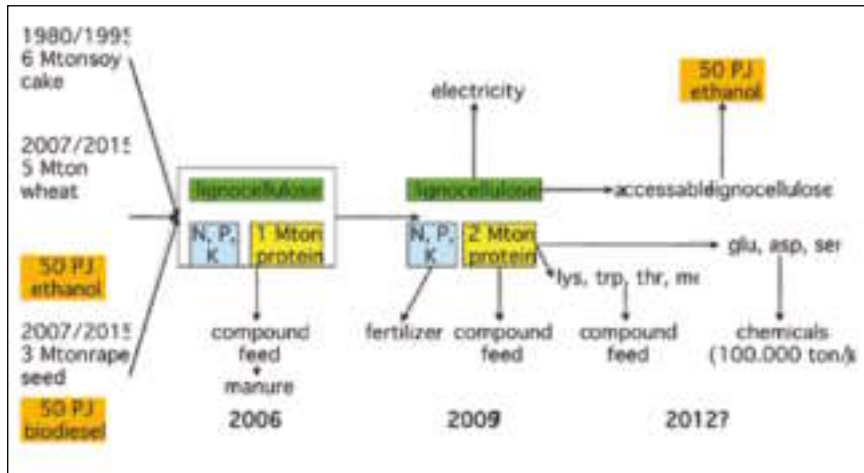 1980/1995
6 Mtonsoy
cake
2007/2015
5 Mton
wheat
50 PJ
ethanol
2007/2015
3 Mtonrape
seed
50 PJ
biodiesel
lignocellulose
N, P,
K
1 Mton
protein
compound
feed
manure
2006
electricity
lignocellulose
N, P,
K
2 Mton
protein
fertilizer
compound
feed
2009
50 PJ
ethanol
accessablelignocellulose
glu, asp, ser
lys, trp, thr, me
compound
feed
chemicals
(100.000 ton/
2012?